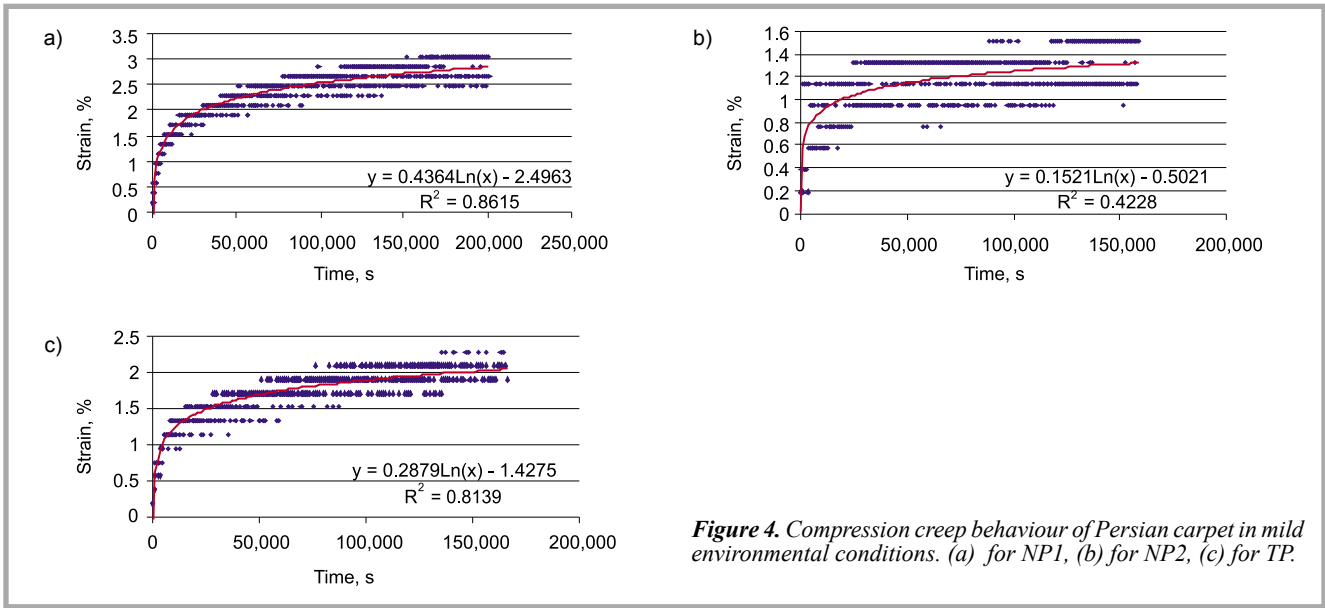 a)
3.5
3
2.5
2
1.5
1
0.5
0
Strain, %
y = 0.4364Ln(x) - 2.4963
R² = 0.8615
0 50,000 100,000 150,000 200,000 250,000
Time, s
b)
1.6
1.4
1.2
1
0.8
0.6
0.4
0.2
0
Strain, %
y = 0.1521Ln(x) - 0.5021
R² = 0.4228
0 50,000 100,000 150,000 200,000
Time, s
c)
2.5
2
1.5
1
0.5
0
Strain, %
y = 0.2879Ln(x) - 1.4275
R² = 0.8139
0 50,000 100,000 150,000 200,000
Time, s
Figure 4. Compression creep behaviour of Persian carpet in mild
environmental conditions. (a) for NP1, (b) for NP2, (c) for TP.